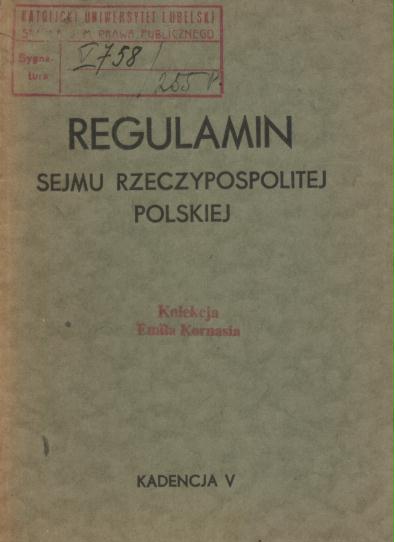 KATOLICKI UNIWERSYTET LUBELSKI
PRAWA PUBLICZNEGO
Sygna-
tura
V 758
255 P.
REGULAMIN
SEJMU RZECZYPOSPOLITEJ
POLSKIEJ
Kolekcja
Emila Kornasia
KADENCJA V